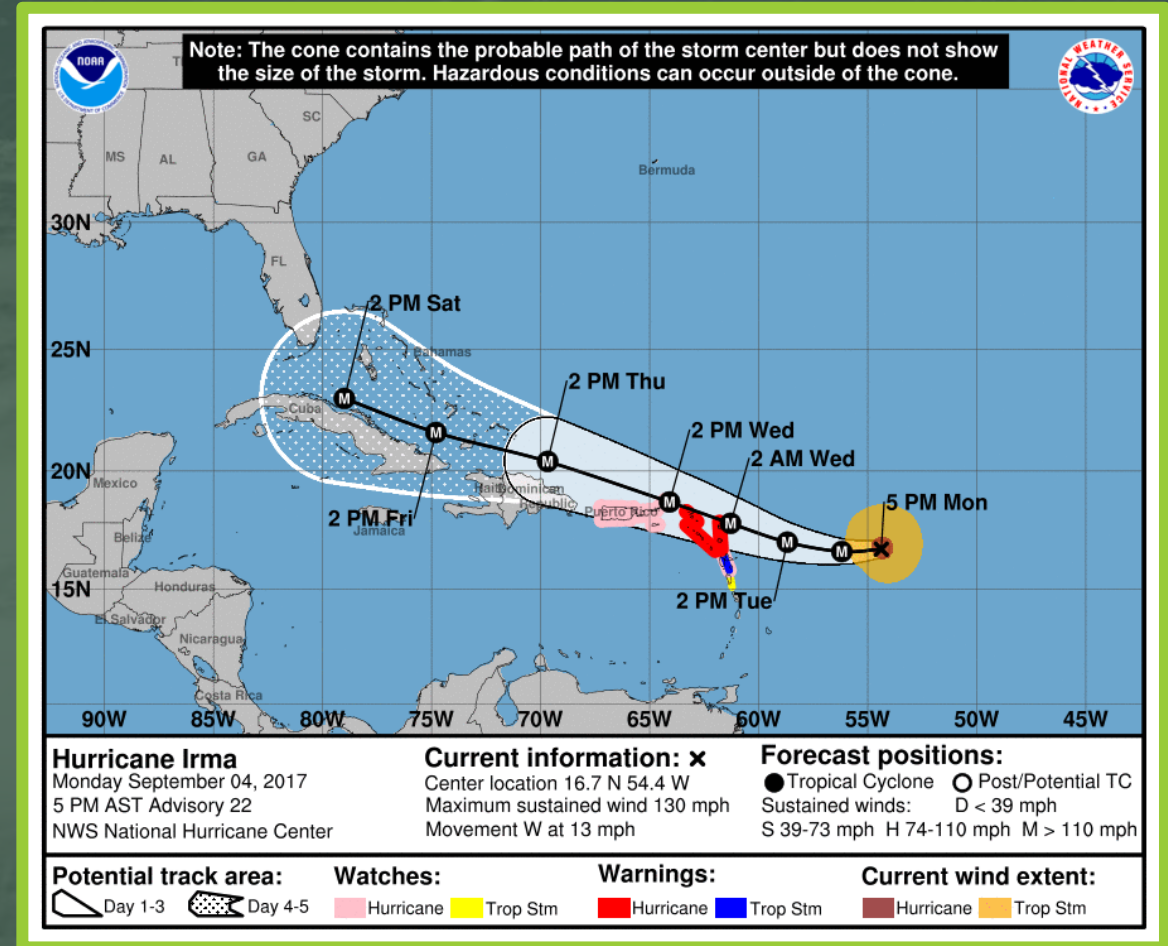 Note: The cone contains the probable path of the storm center but does not show
the size of the storm. Hazardous conditions can occur outside of the cone.
NOAA
NATIONAL WEATHER SERVICE
SC
MS
AL
GA
Bermuda
30N
FL
2 PM Sat
25N
Bahamas
2 PM Thu
Cuba
2 PM Wed
2 AM Wed
20N
Mexico
Haiti
Dominican
Republic
Puerto Rico
5 PM Mon
2 PM Fri
Jamaica
Belize
Guatemala
Honduras
15N
2 PM Tue
El Salvador
Nicaragua
Costa Rica
M M M M M M M
90W 85W 80W 75W 70W 65W 60W 55W 50W 45W
Hurricane Irma
Monday September 04, 2017
5 PM AST Advisory 22
NWS National Hurricane Center
Current information: ×
Center location 16.7 N 54.4 W
Maximum sustained wind 130 mph
Movement W at 13 mph
Forecast positions:
Tropical Cyclone Post/Potential TC
Sustained winds: D < 39 mph
S 39-73 mph H 74-110 mph M > 110 mph
Potential track area:
Day 1-3 Day 4-5
Watches:
Hurricane Trop Stm
Warnings:
Hurricane Trop Stm
Current wind extent:
Hurricane Trop Stm